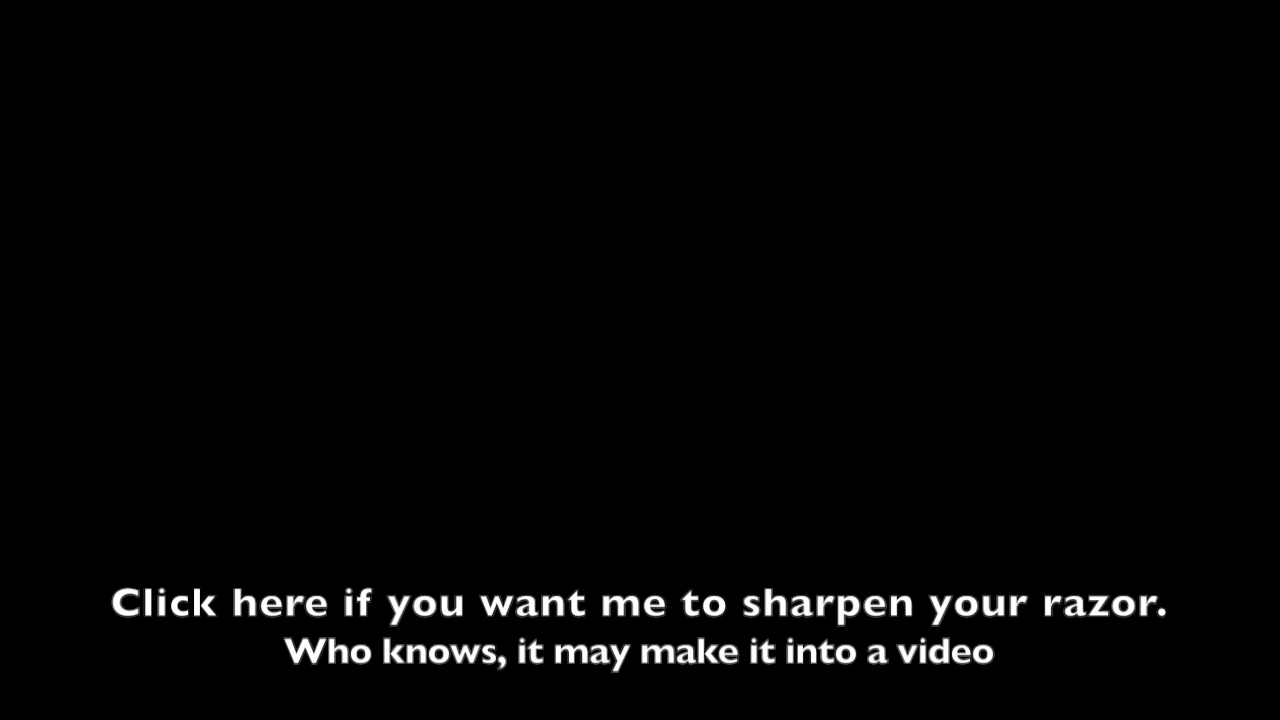 Click here if you want me to sharpen your razor.
Who knows, it may make it into a video